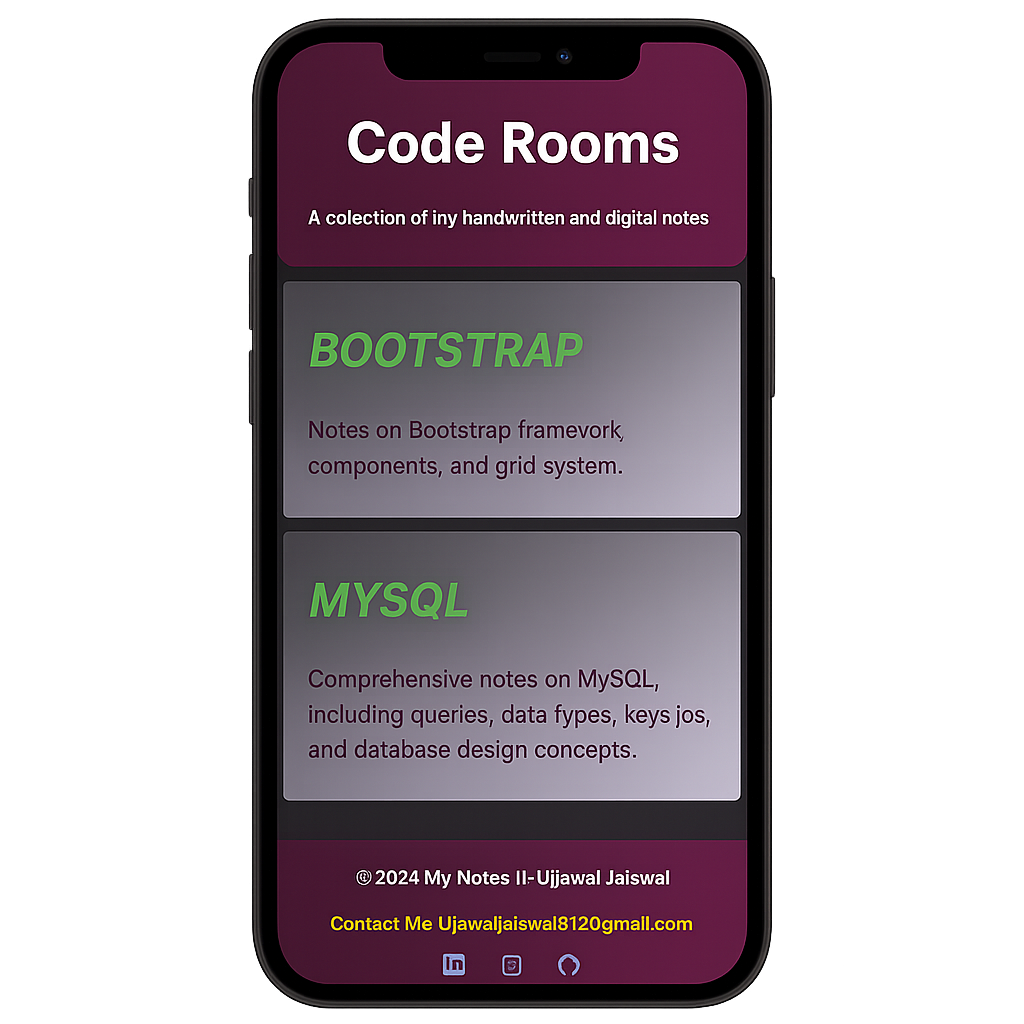 Code Rooms
A colection of iny handwritten and digital notes
BOOTSTRAP
Notes on Bootstrap framevork,
components, and grid system.
MYSQL
Comprehensive notes on MySQL,
including queries, data fypes, keys jos,
and database design concepts.
© 2024 My Notes II-Ujjawal Jaiswal
Contact Me Ujawaljaiswal8120gmall.com
in